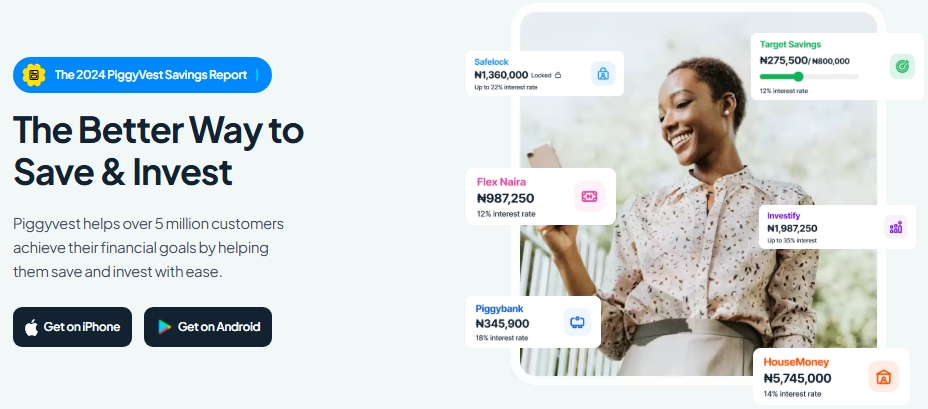 The 2024 PiggyVest Savings Report
The Better Way to
Save & Invest
Piggyvest helps over 5 million customers
achieve their financial goals by helping
them save and invest with ease.
Get on iPhone
Get on Android
Safelock
₦1,360,000 Locked
Up to 22% interest rate
Target Savings
₦275,500/ ₦800,000
12% interest rate
Flex Naira
₦987,250
12% interest rate
Investify
₦1,987,250
Up to 35% interest
Piggybank
₦345,900
18% interest rate
HouseMoney
₦5,745,000
14% interest rate